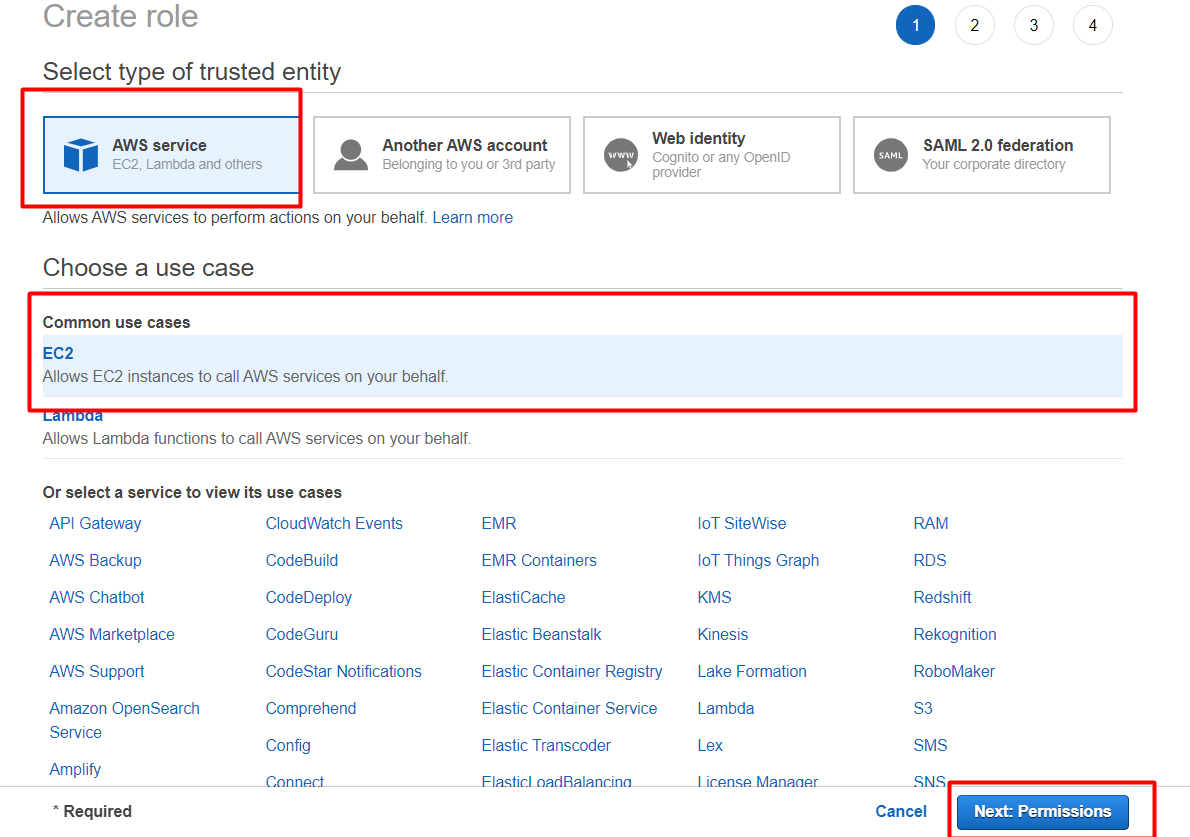 Create role
1 2 3 4
Select type of trusted entity
AWS service
EC2, Lambda and others
Another AWS account
Belonging to you or 3rd party
www
Web identity
Cognito or any OpenID
provider
SAML
SAML 2.0 federation
Your corporate directory
Allows AWS services to perform actions on your behalf. Learn more
Choose a use case
Common use cases
EC2
Allows EC2 instances to call AWS services on your behalf.
Lambda
Allows Lambda functions to call AWS services on your behalf.
Or select a service to view its use cases
API Gateway CloudWatch Events EMR IoT SiteWise RAM
AWS Backup CodeBuild EMR Containers IoT Things Graph RDS
AWS Chatbot CodeDeploy ElastiCache KMS Redshift
AWS Marketplace CodeGuru Elastic Beanstalk Kinesis Rekognition
AWS Support CodeStar Notifications Elastic Container Registry Lake Formation RoboMaker
Amazon OpenSearch Comprehend Elastic Container Service Lambda S3
Service
Config Elastic Transcoder Lex SMS
Amplify
Connect ElasticLoadBalancing License Manager SNS
* Required Cancel Next: Permissions